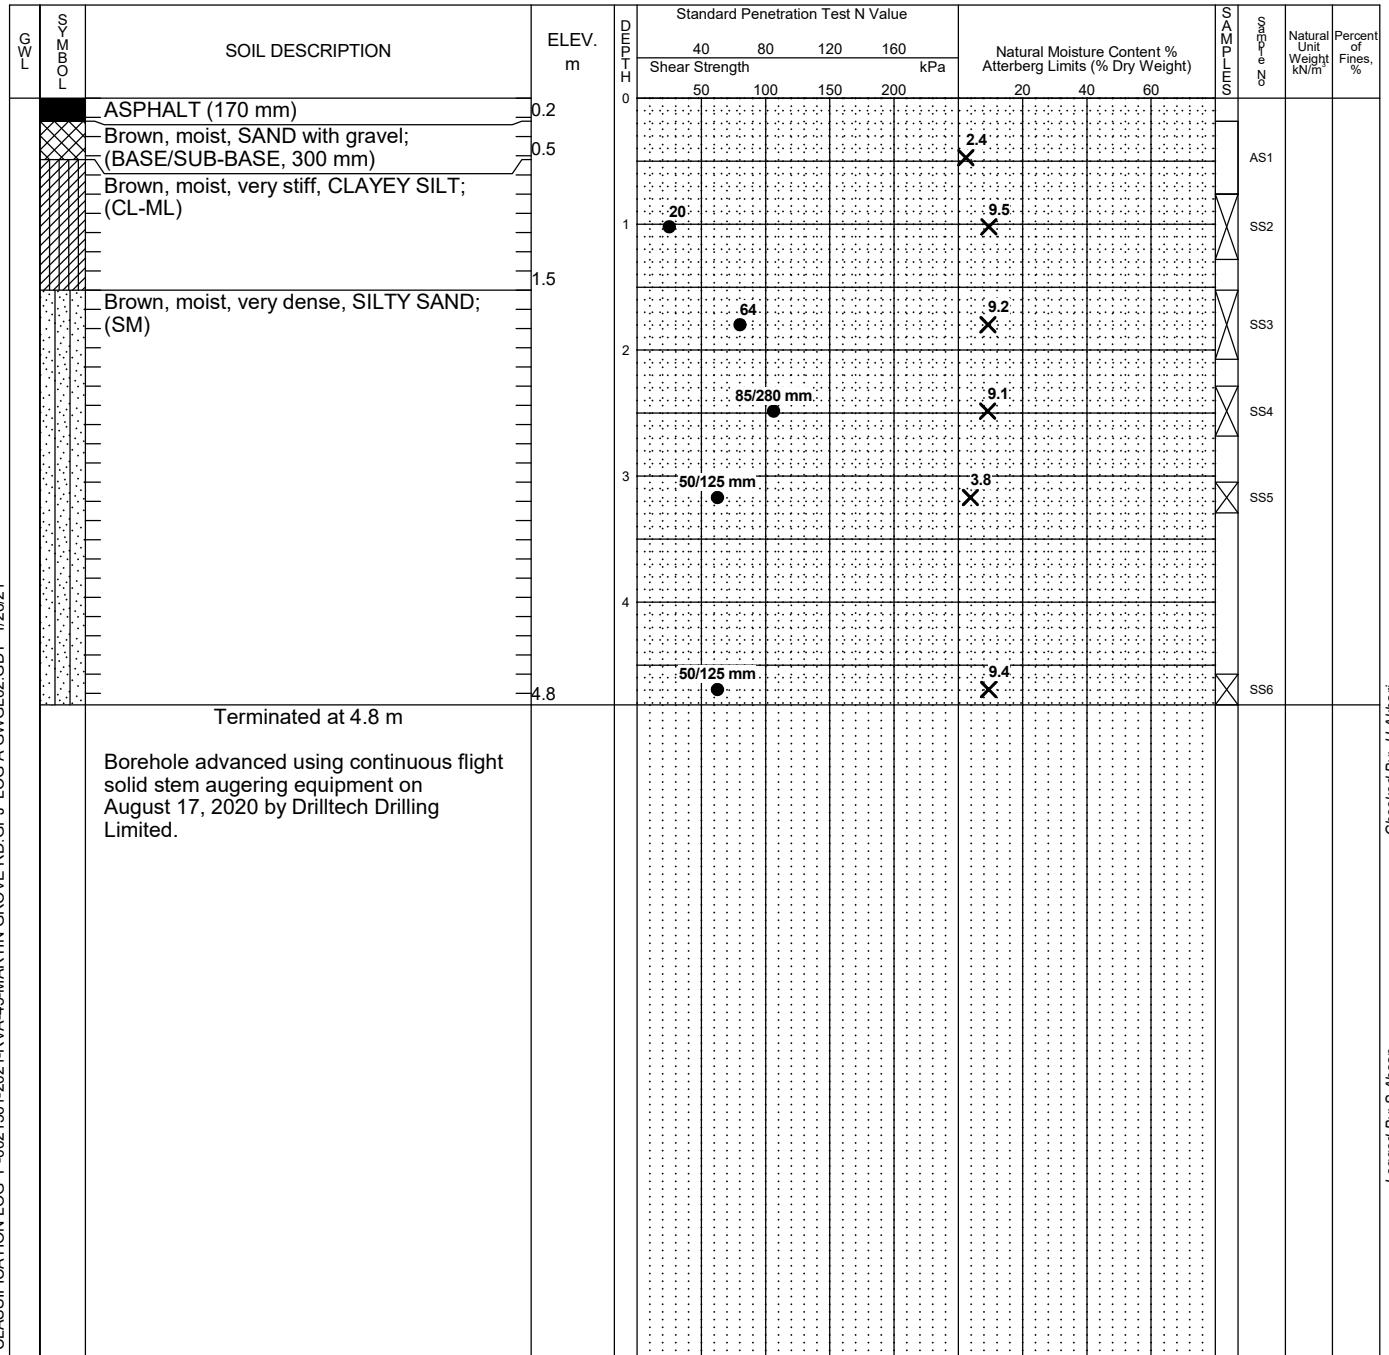 GWL
SYMBOL
SOIL DESCRIPTION
ELEV.
m
DEPTH
Standard Penetration Test N Value
40 80 120 160
Shear Strength kPa
50 100 150 200
Natural Moisture Content %
Atterberg Limits (% Dry Weight)
20 40 60
SAMPLES
Sample No
Natural
Unit
Weight
kN/m³
Percent
of
Fines,
%
0
ASPHALT (170 mm)
0.2
Brown, moist, SAND with gravel;
(BASE/SUB-BASE, 300 mm)
0.5
2.4
AS1
Brown, moist, very stiff, CLAYEY SILT;
(CL-ML)
1
20
9.5
SS2
1.5
Brown, moist, very dense, SILTY SAND;
(SM)
64
9.2
SS3
2
85/280 mm
9.1
SS4
3
50/125 mm
3.8
SS5
4
50/125 mm
9.4
SS6
4.8
Terminated at 4.8 m
Borehole advanced using continuous flight
solid stem augering equipment on
August 17, 2020 by Drilltech Drilling
Limited.